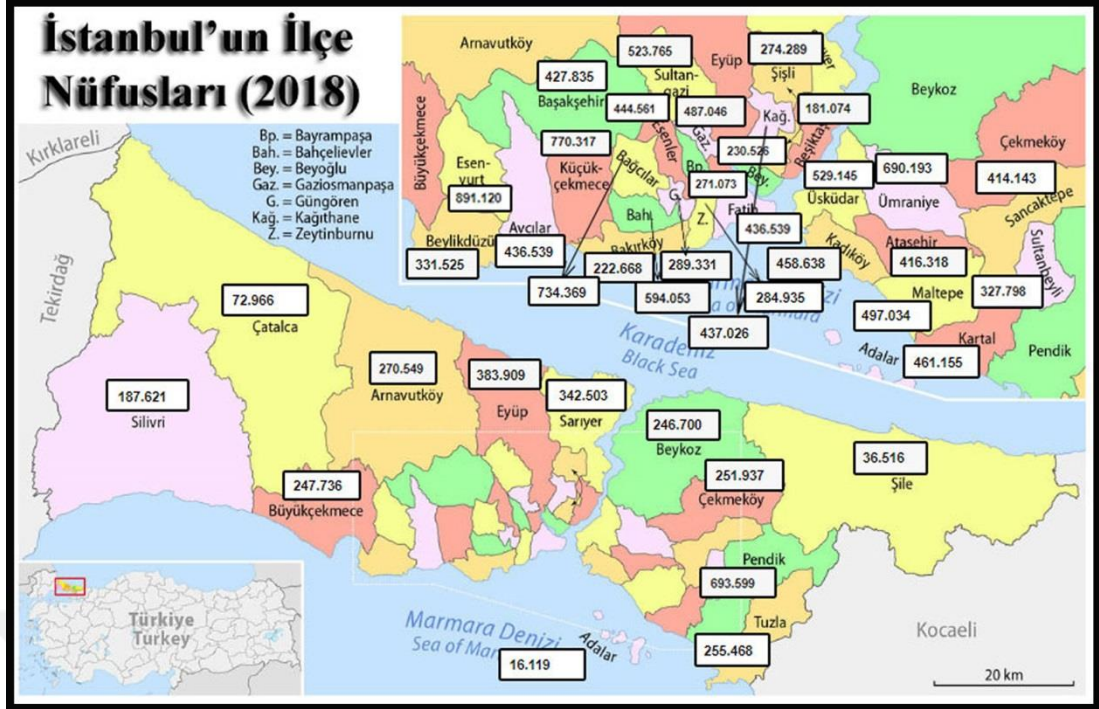 İstanbul'un İlçe
Nüfusları (2018)
Kırklareli
Tekirdağ
Bp. = Bayrampaşa
Bah. = Bahçelievler
Bey. = Beyoğlu
Gaz. = Gaziosmanpaşa
G. = Güngören
Kağ. = Kağıthane
Z. = Zeytinburnu
Arnavutköy
523.765
Sultan-
gazi
Eyüp
274.289
Şişli
427.835
Başakşehir
444.561
487.046
181.074
Beykoz
Büyükçekmece
770.317
Küçük-
çekmece
Esenler
Gaz.
Kağ.
Beşiktaş
230.526
Çekmeköy
Esen-
yurt
891.120
Bağcılar
Bp.
Bey.
271.073
529.145
Üsküdar
690.193
Ümraniye
414.143
Sancaktepe
Avcılar
436.539
G.
Bah.
Z.
Fatih
436.539
Beylikdüzü
331.525
Bakırköy
222.668
289.331
458.638
Kadıköy
Ataşehir
416.318
Sultanbeyli
734.369
594.053
284.935
Maltepe
327.798
497.034
437.026
Kartal
461.155
Adalar
Pendik
Karadeniz
Black Sea
72.966
Çatalca
187.621
Silivri
270.549
Arnavutköy
383.909
Eyüp
342.503
Sarıyer
246.700
Beykoz
251.937
Çekmeköy
36.516
Şile
247.736
Büyükçekmece
Pendik
693.599
Tuzla
255.468
Kocaeli
Türkiye
Turkey
Marmara Denizi
Sea of
16.119
Adalar
20 km